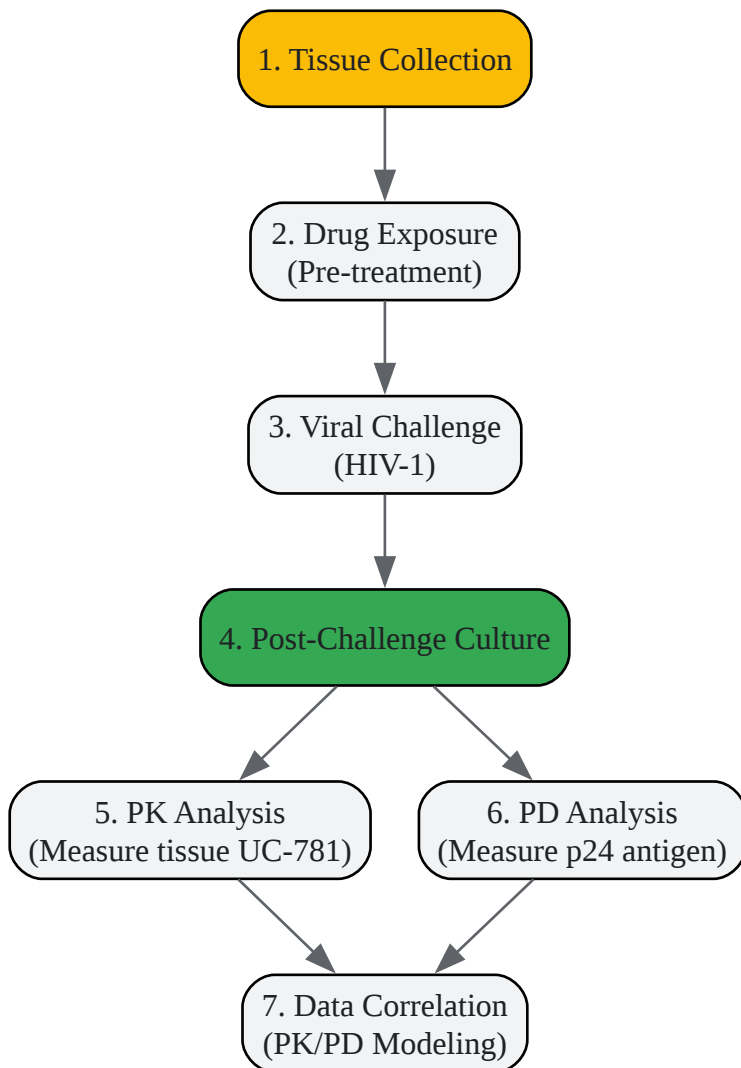 1. Tissue Collection
2. Drug Exposure
(Pre-treatment)
3. Viral Challenge
(HIV-1)
4. Post-Challenge Culture
5. PK Analysis
(Measure tissue UC-781)
6. PD Analysis
(Measure p24 antigen)
7. Data Correlation
(PK/PD Modeling)